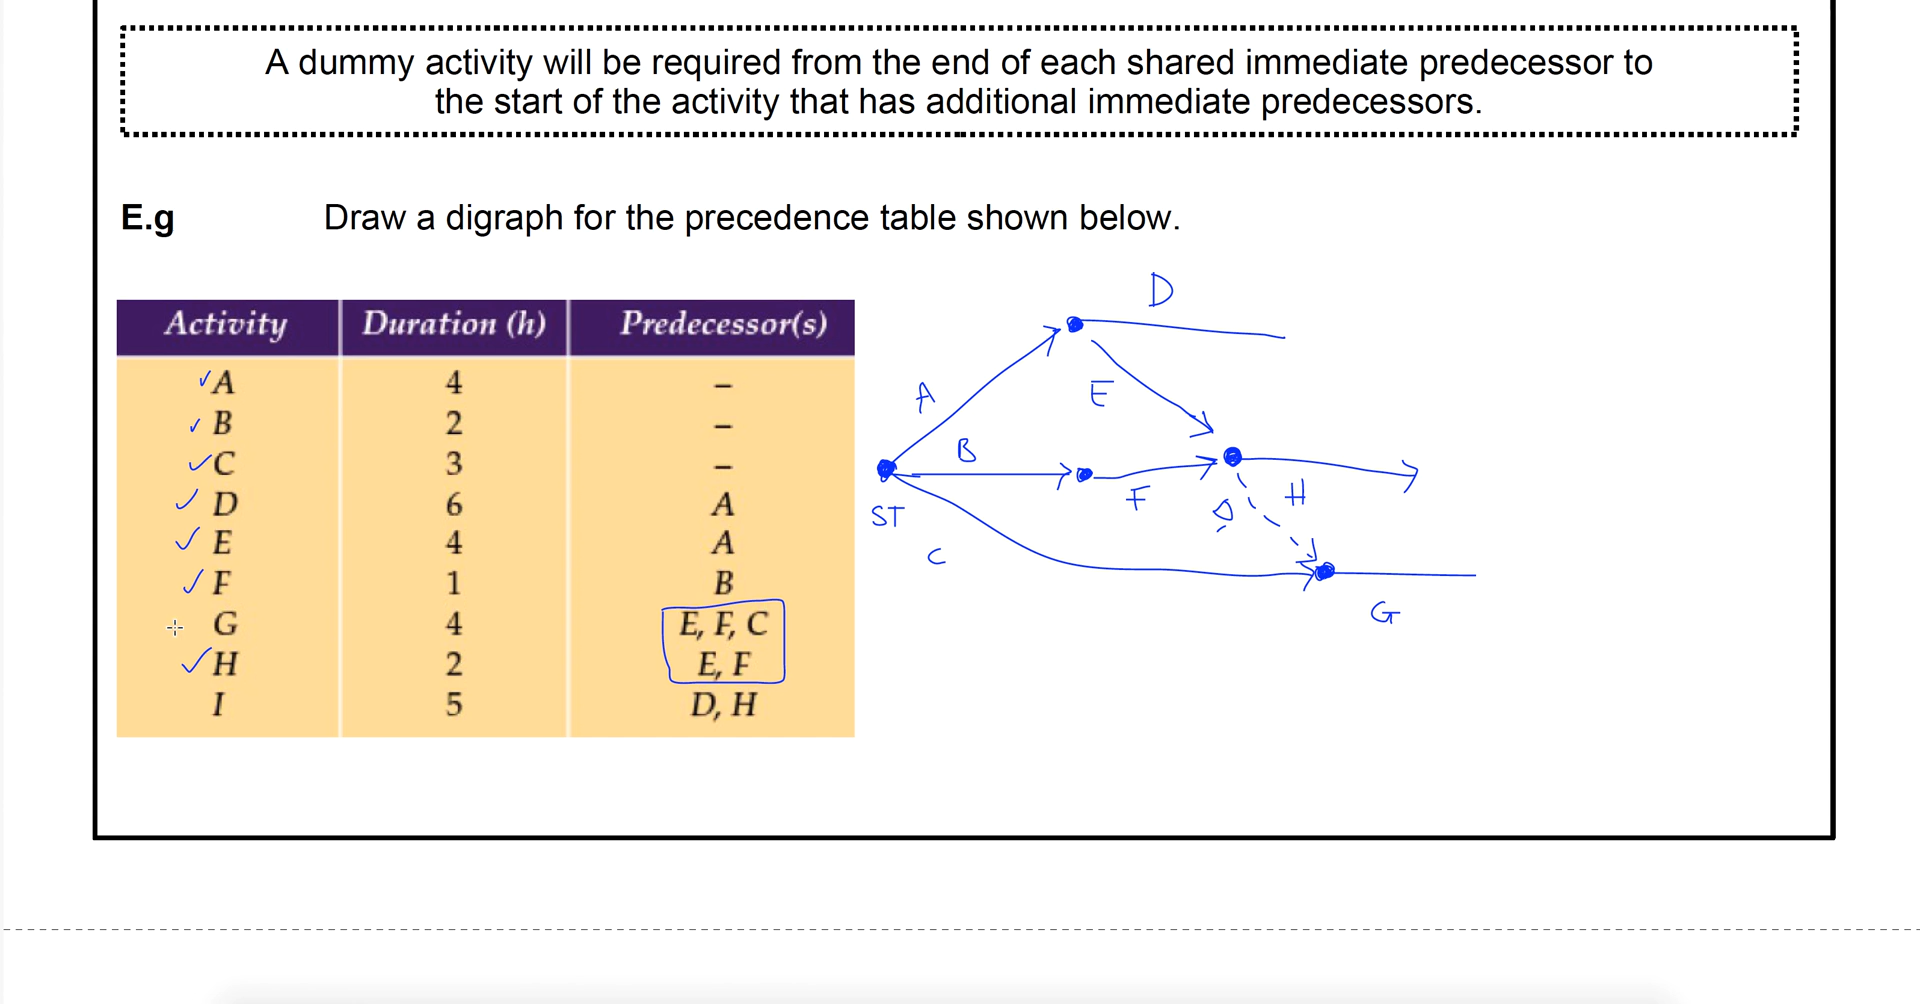 A dummy activity will be required from the end of each shared immediate predecessor to
the start of the activity that has additional immediate predecessors.
E.g Draw a digraph for the precedence table shown below.
Activity Duration (h) Predecessor(s)
A 4 –
B 2 –
C 3 –
D 6 A
E 4 A
F 1 B
G 4 E, F, C
H 2 E, F
I 5 D, H
D
A
E
B
F
H
ST
C
G